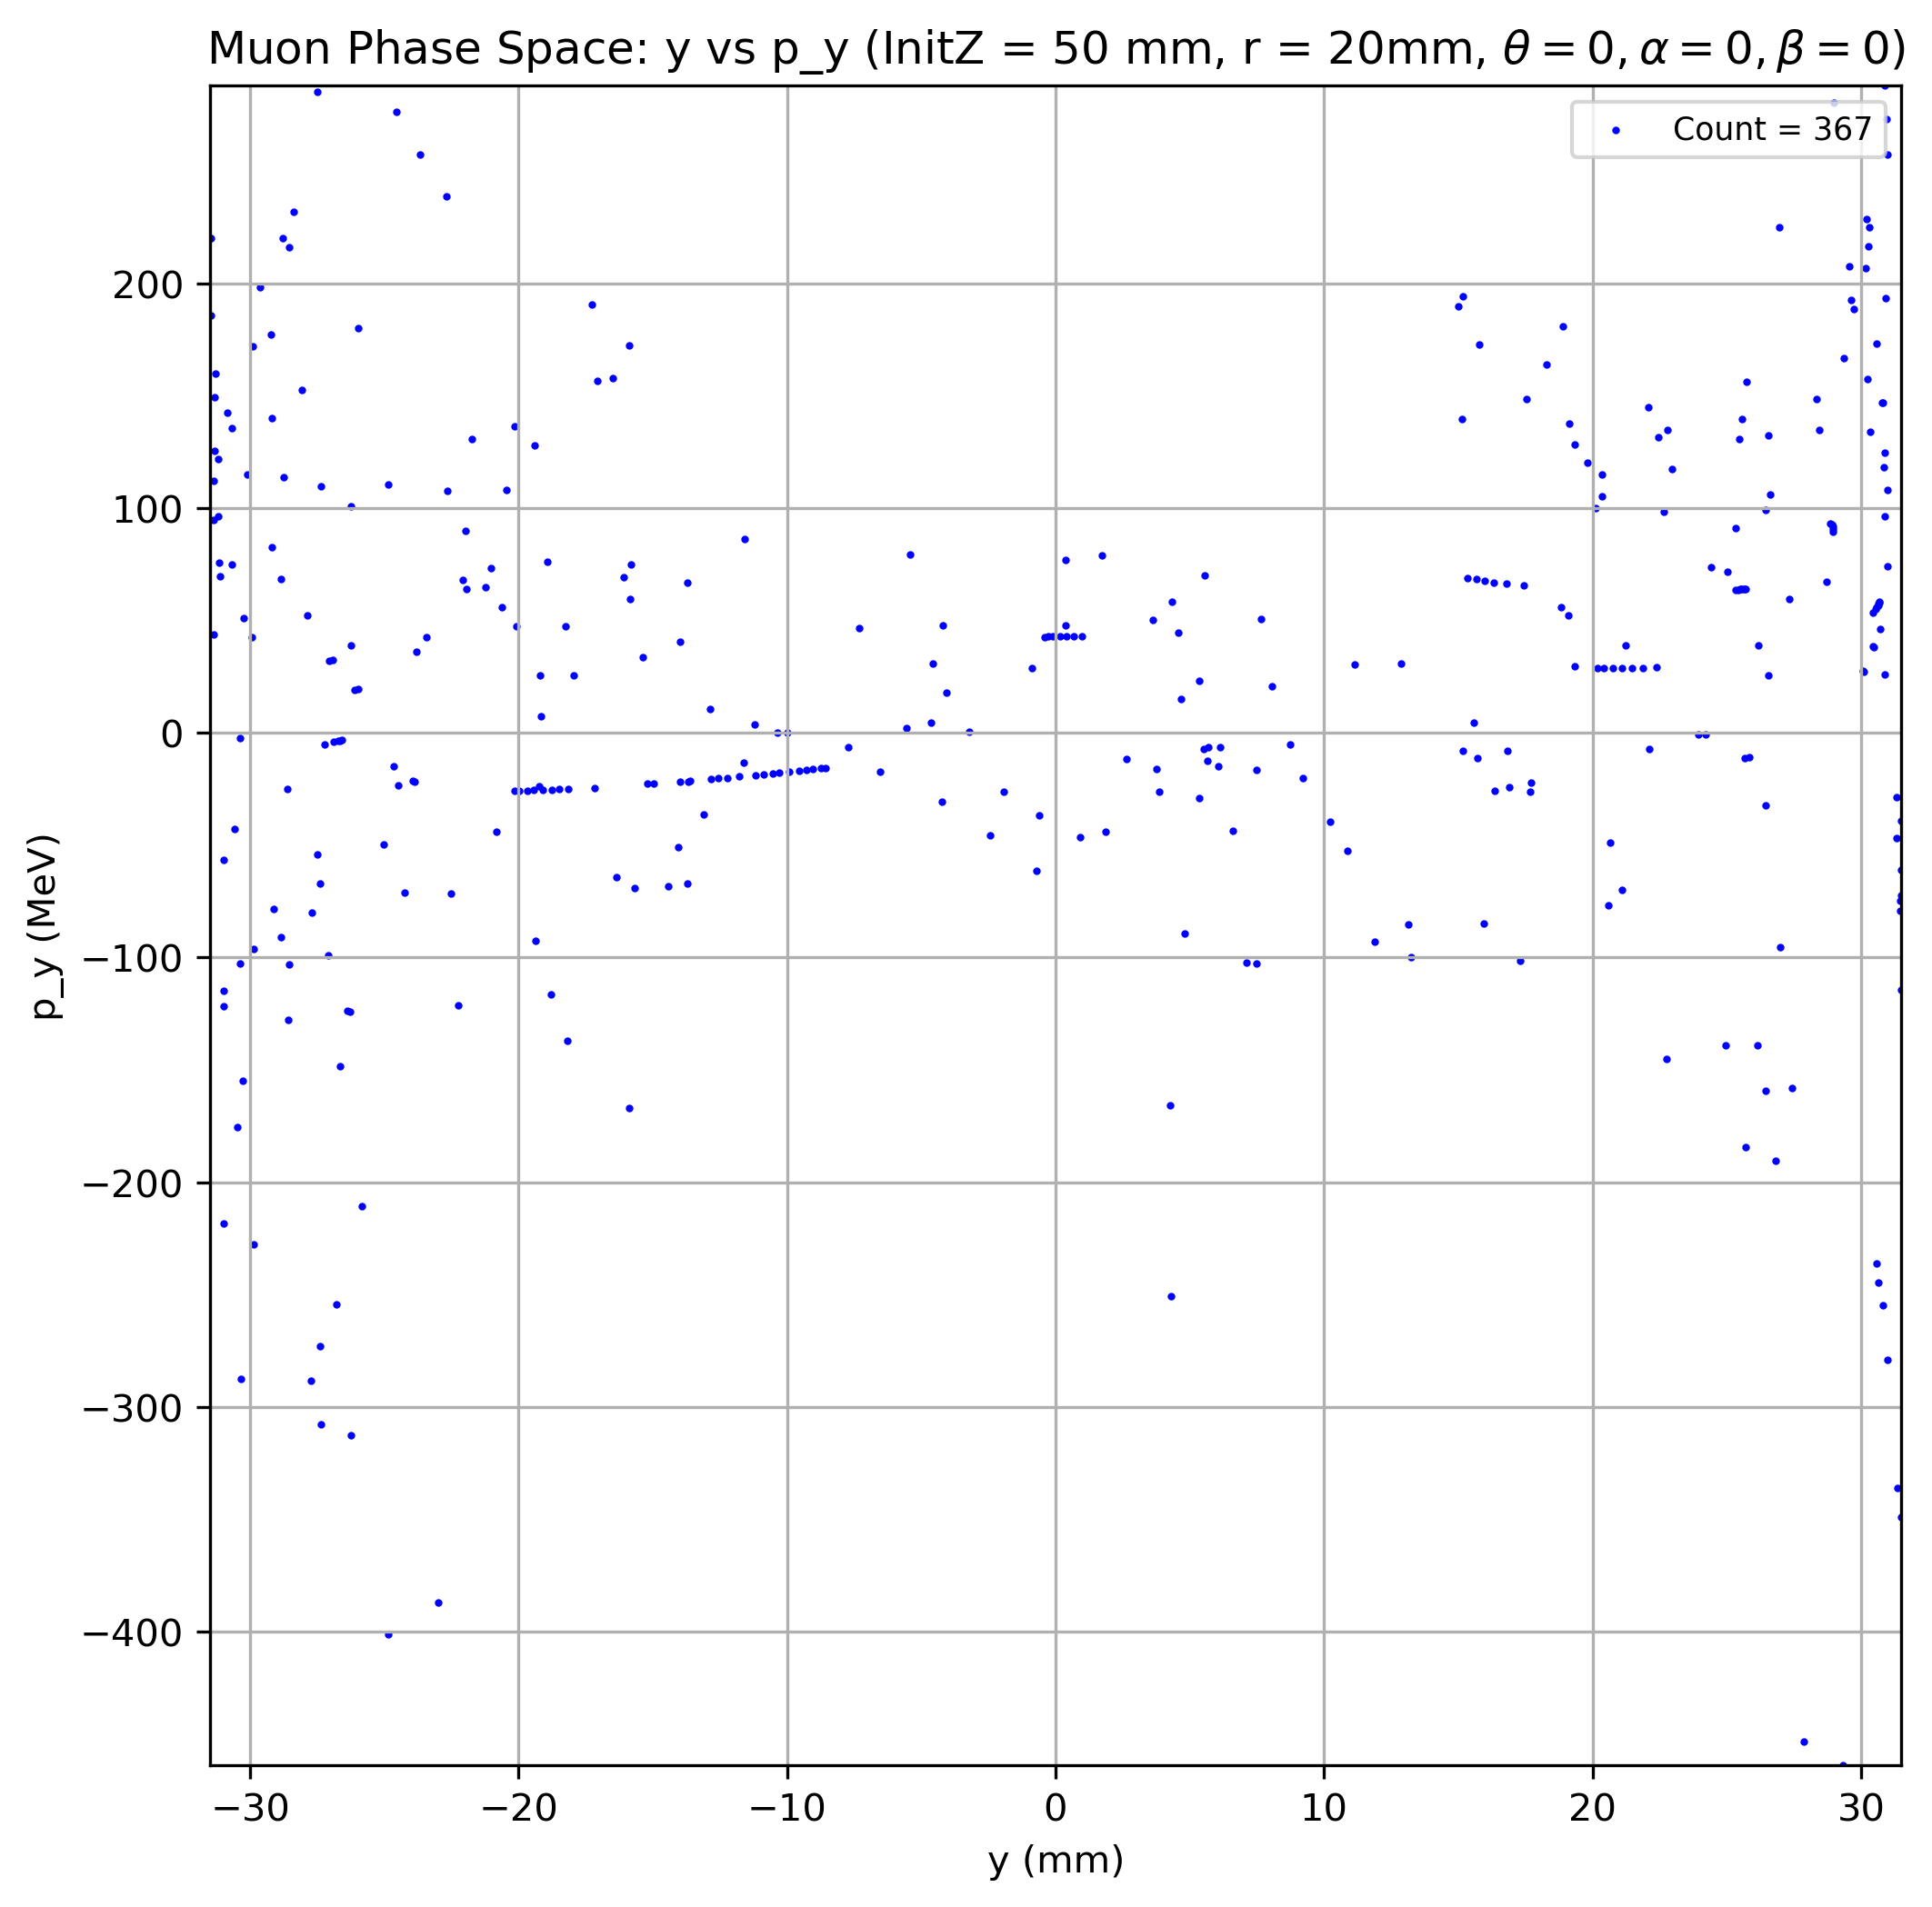 Muon Phase Space: y vs p_y (InitZ = 50 mm, r = 20mm, θ = 0, α = 0, β = 0)
Count = 367
200
100
0
−100
−200
−300
−400
p_y (MeV)
−30 −20 −10 0 10 20 30
y (mm)